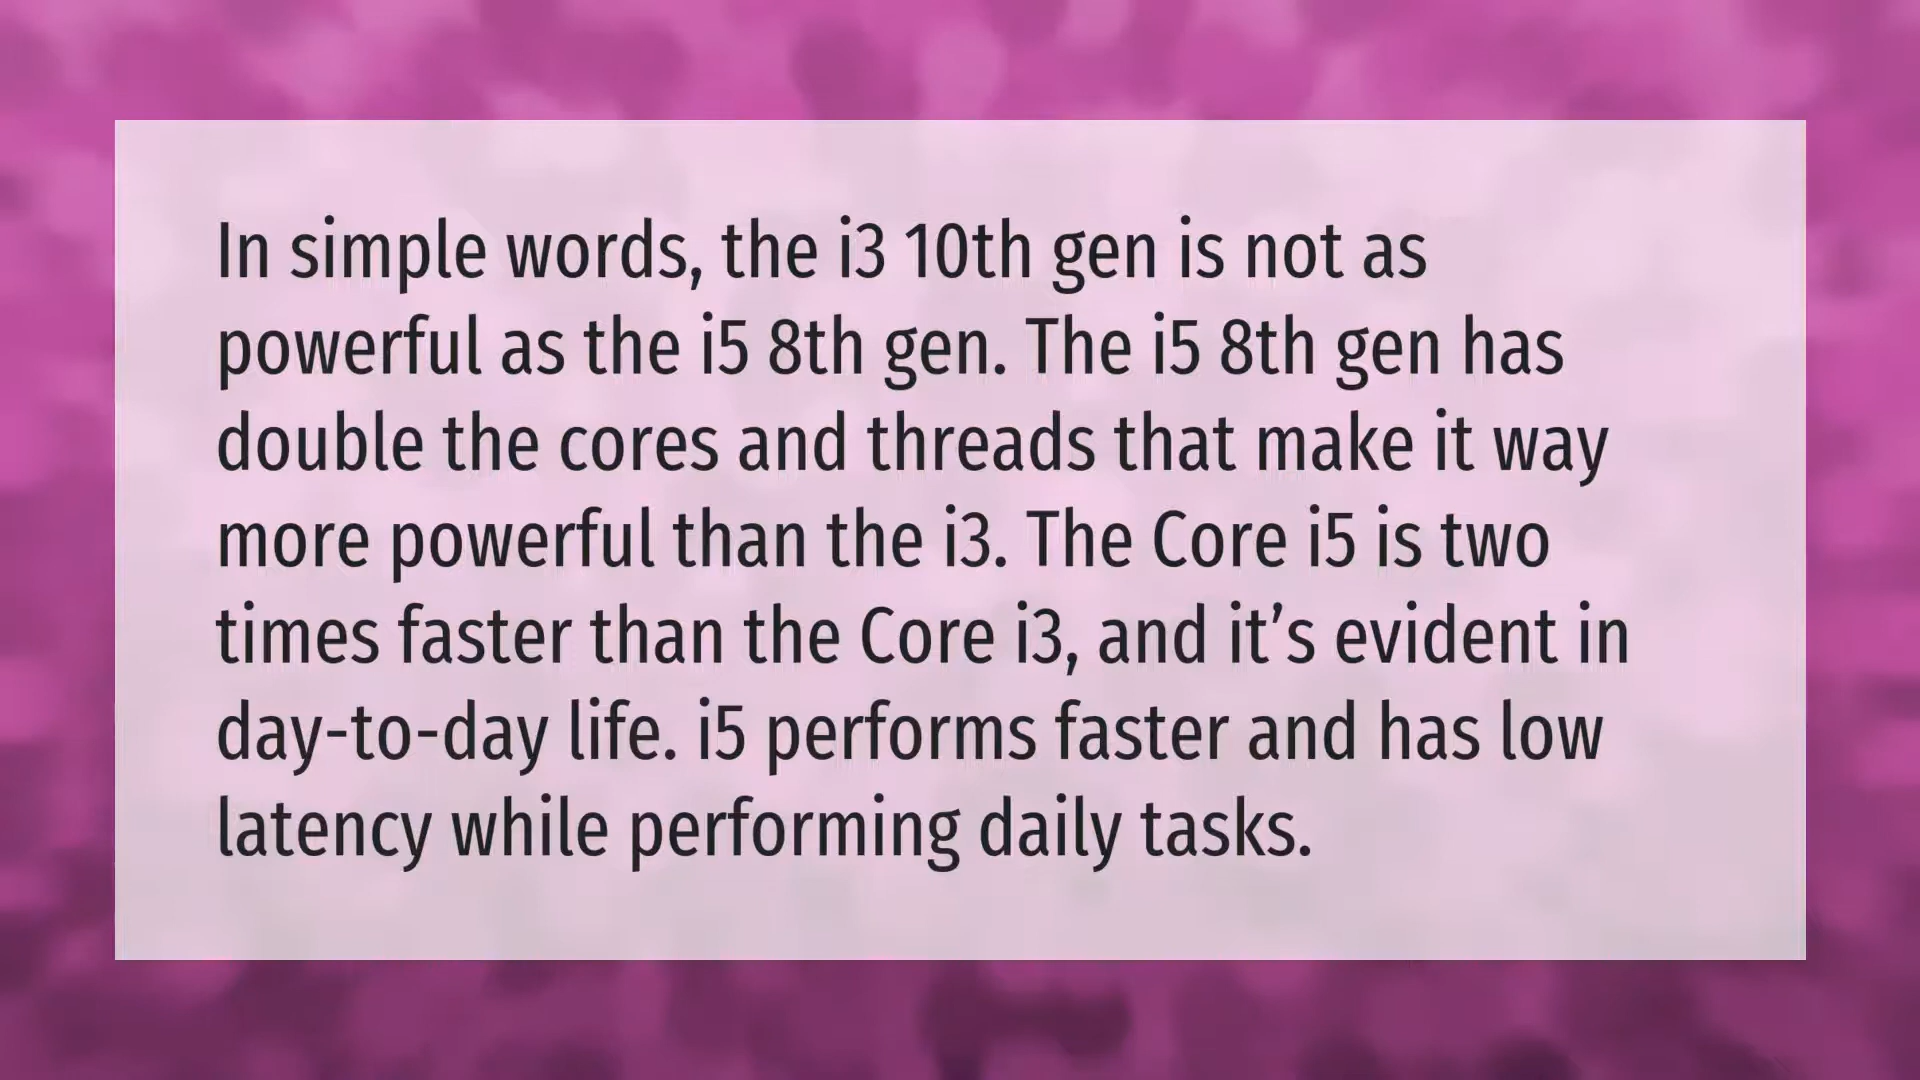 In simple words, the i3 10th gen is not as
powerful as the i5 8th gen. The i5 8th gen has
double the cores and threads that make it way
more powerful than the i3. The Core i5 is two
times faster than the Core i3, and it’s evident in
day-to-day life. i5 performs faster and has low
latency while performing daily tasks.